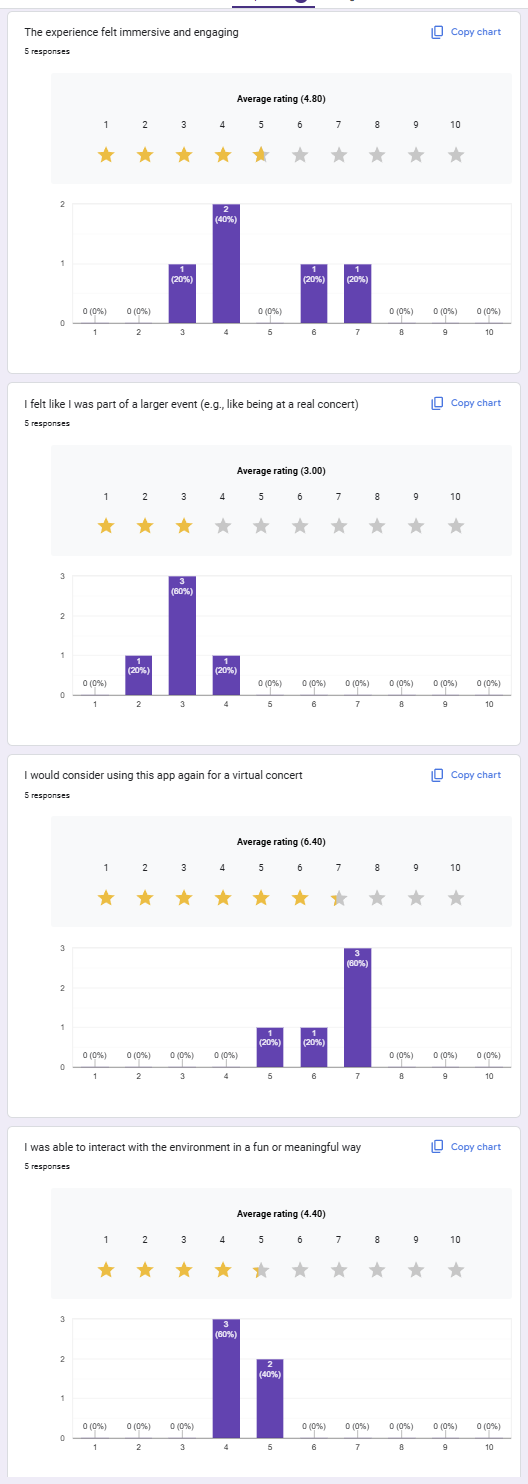 The experience felt immersive and engaging
Copy chart
5 responses
Average rating (4.80)
1 2 3 4 5 6 7 8 9 10
2
2
(40%)
1
1
(20%)
1
(20%)
1
(20%)
0 (0%) 0 (0%) 0 (0%) 0 (0%) 0 (0%) 0 (0%)
0
1 2 3 4 5 6 7 8 9 10
I felt like I was part of a larger event (e.g., like being at a real concert)
Copy chart
5 responses
Average rating (3.00)
1 2 3 4 5 6 7 8 9 10
3
3
(60%)
2
1
1
(20%)
1
(20%)
0 (0%) 0 (0%) 0 (0%) 0 (0%) 0 (0%) 0 (0%) 0 (0%)
0
1 2 3 4 5 6 7 8 9 10
I would consider using this app again for a virtual concert
Copy chart
5 responses
Average rating (6.40)
1 2 3 4 5 6 7 8 9 10
3
3
(60%)
2
1
1
(20%)
1
(20%)
0 (0%) 0 (0%) 0 (0%) 0 (0%) 0 (0%) 0 (0%) 0 (0%)
0
1 2 3 4 5 6 7 8 9 10
I was able to interact with the environment in a fun or meaningful way
Copy chart
5 responses
Average rating (4.40)
1 2 3 4 5 6 7 8 9 10
3
3
(60%)
2
2
(40%)
1
0 (0%) 0 (0%) 0 (0%) 0 (0%) 0 (0%) 0 (0%) 0 (0%) 0 (0%)
0
1 2 3 4 5 6 7 8 9 10